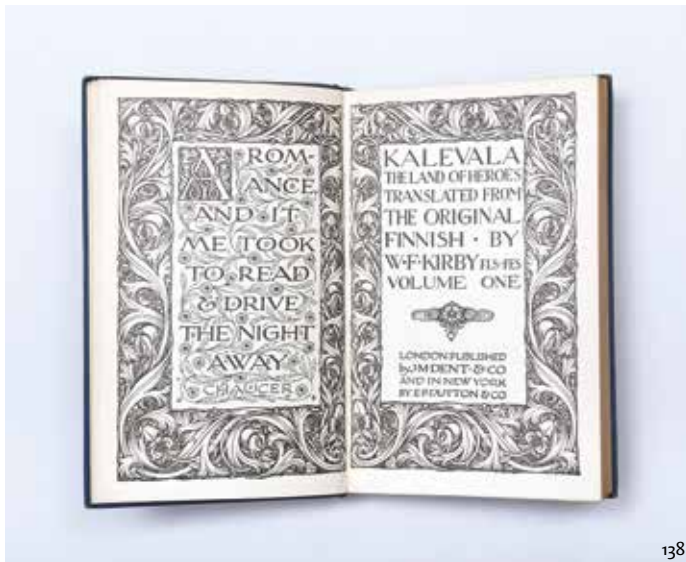 A ROM-
ANCE
AND·IT
ME TOOK
TO READ
& DRIVE
THE NIGHT
AWAY
CHAUCER
KALEVALA
THE LAND OF HEROES
TRANSLATED FROM
THE ORIGINAL
FINNISH · BY
W·F·KIRBY FLS·FES
VOLUME ONE
LONDON PUBLISHED
by J·M·DENT·&·CO
AND IN NEW YORK
BY E·P·DUTTON & CO
138